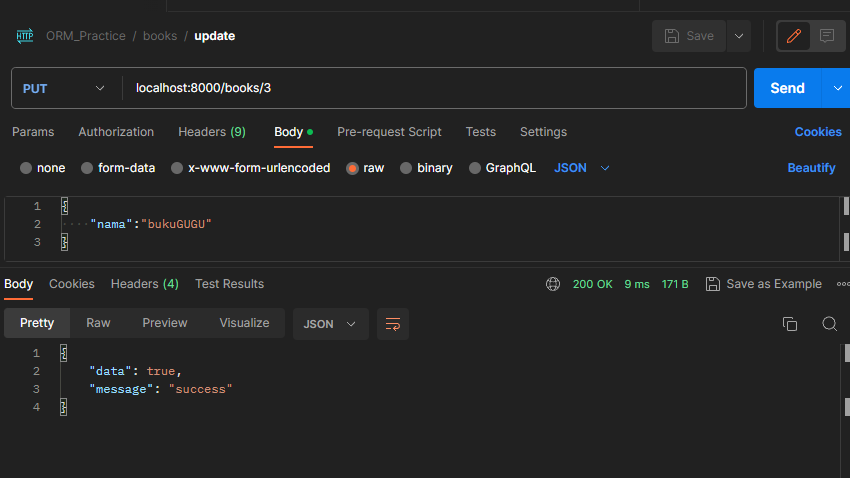 HTTP ORM_Practice / books / update Save
PUT localhost:8000/books/3 Send
Params Authorization Headers (9) Body Pre-request Script Tests Settings Cookies
none form-data x-www-form-urlencoded raw binary GraphQL JSON Beautify
1 {
2 ····"nama":"bukuGUGU"
3 }
Body Cookies Headers (4) Test Results 200 OK 9 ms 171 B Save as Example
Pretty Raw Preview Visualize JSON
1 {
2 "data": true,
3 "message": "success"
4 }